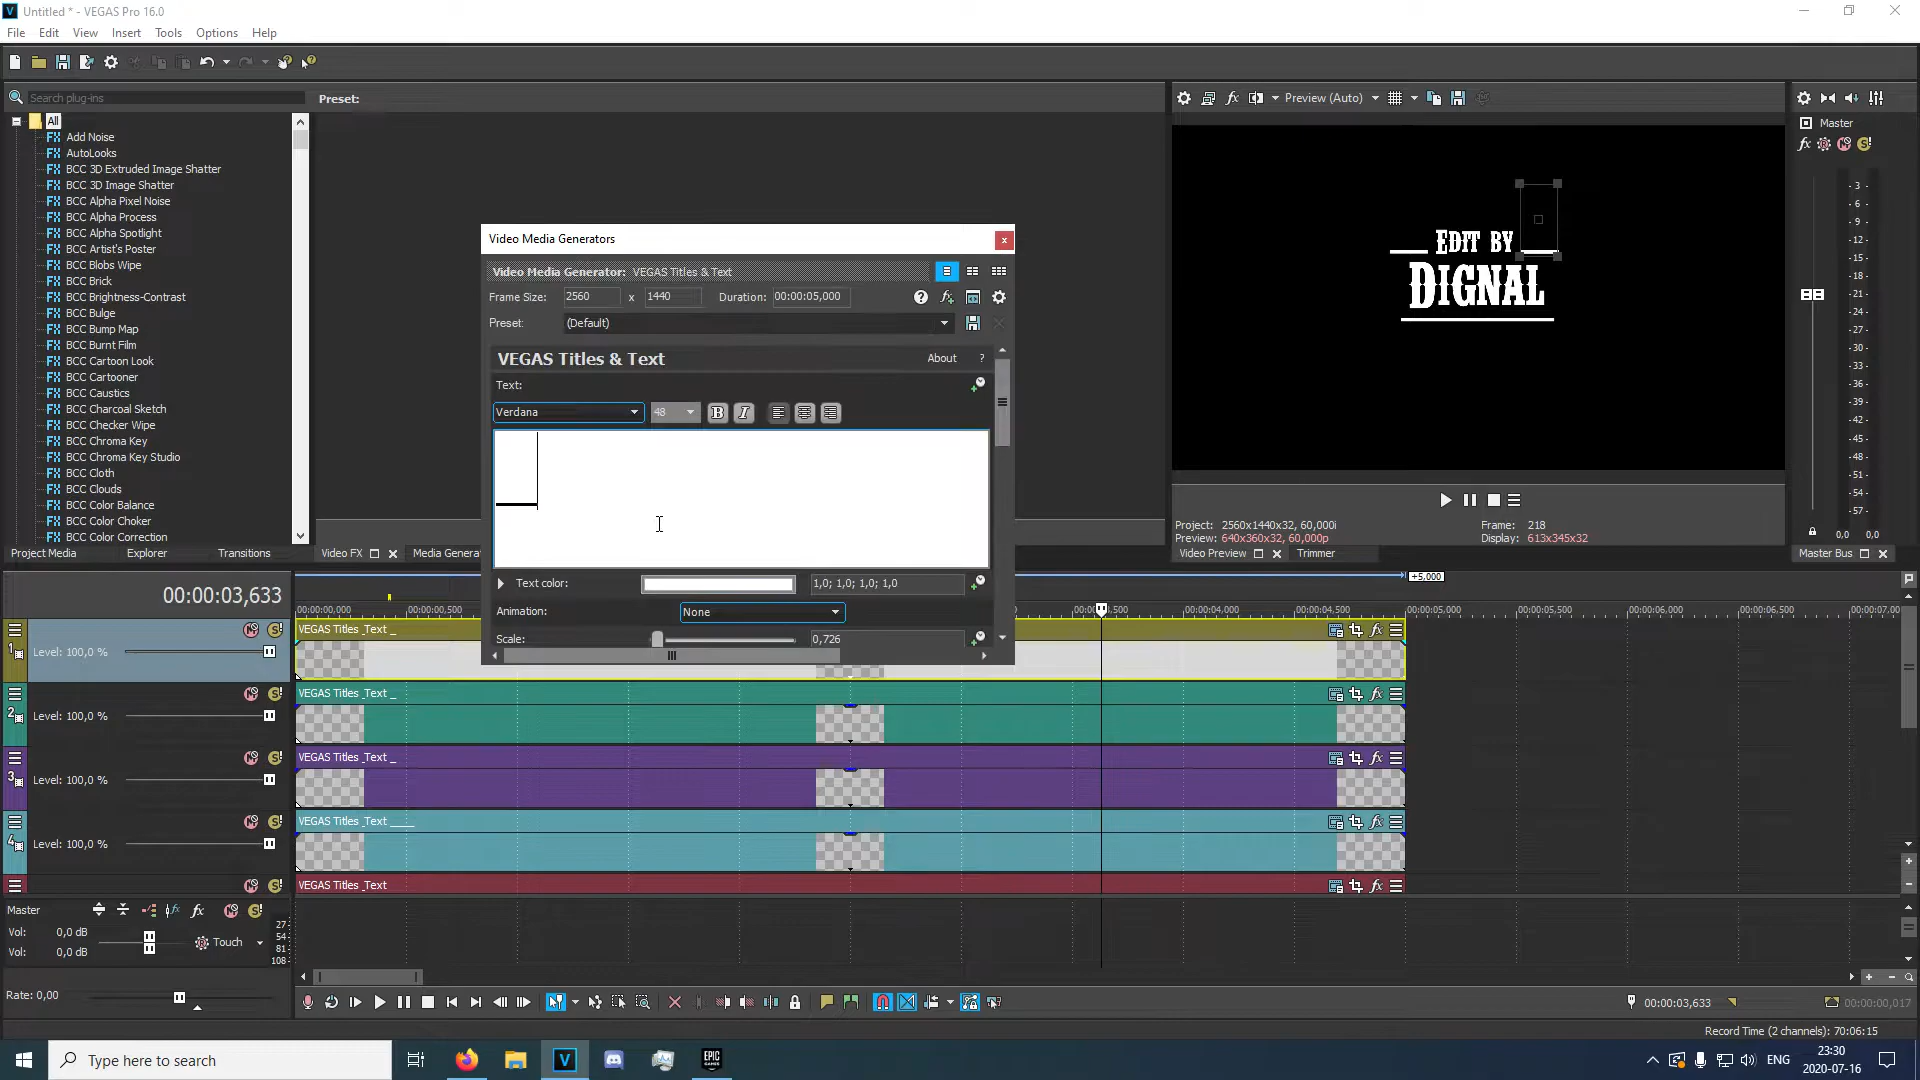 Untitled * - VEGAS Pro 16.0
File Edit View Insert Tools Options Help
Search plug-ins
Preset:
All
Add Noise
AutoLooks
BCC 3D Extruded Image Shatter
BCC 3D Image Shatter
BCC Alpha Pixel Noise
BCC Alpha Process
BCC Alpha Spotlight
BCC Artist's Poster
BCC Blobs Wipe
BCC Brick
BCC Brightness-Contrast
BCC Bulge
BCC Bump Map
BCC Burnt Film
BCC Cartoon Look
BCC Cartooner
BCC Caustics
BCC Charcoal Sketch
BCC Checker Wipe
BCC Chroma Key
BCC Chroma Key Studio
BCC Cloth
BCC Clouds
BCC Color Balance
BCC Color Choker
BCC Color Correction
Project Media Explorer Transitions Video FX Media Genera
Video Media Generators
Video Media Generator: VEGAS Titles & Text
Frame Size: 2560 x 1440 Duration: 00:00:05,000
Preset: (Default)
VEGAS Titles & Text About ?
Text:
Verdana 48 B I
_
Text color: 1,0; 1,0; 1,0; 1,0
Animation: None
Scale: 0,726
fx Preview (Auto)
EDIT BY
DIGNAL
Project: 2560x1440x32, 60,000i
Preview: 640x360x32, 60,000p
Frame: 218
Display: 613x345x32
Video Preview Trimmer
Master
fx
- 3 -
- 6 -
- 9 -
-12-
-15-
-18-
-21-
-24-
-27-
-30-
-33-
-36-
-39-
-42-
-45-
-48-
-51-
-54-
-57-
0,0 0,0
Master Bus
00:00:03,633
+5,000
00:00:00,000 00:00:00,500 00:00:04,000 00:00:04,500 00:00:05,000 00:00:05,500 00:00:06,000 00:00:06,500 00:00:07,00
1 Level: 100,0 %
VEGAS Titles _Text _
2 Level: 100,0 %
VEGAS Titles _Text _
3 Level: 100,0 %
VEGAS Titles _Text _
4 Level: 100,0 %
VEGAS Titles _Text ____
VEGAS Titles _Text
Master
Vol: 0,0 dB
Vol: 0,0 dB
Touch
27
54
81
108
Rate: 0,00
00:00:03,633
00:00:00,017
Record Time (2 channels): 70:06:15
Type here to search
EPIC
GAMES
ENG
23:30
2020-07-16